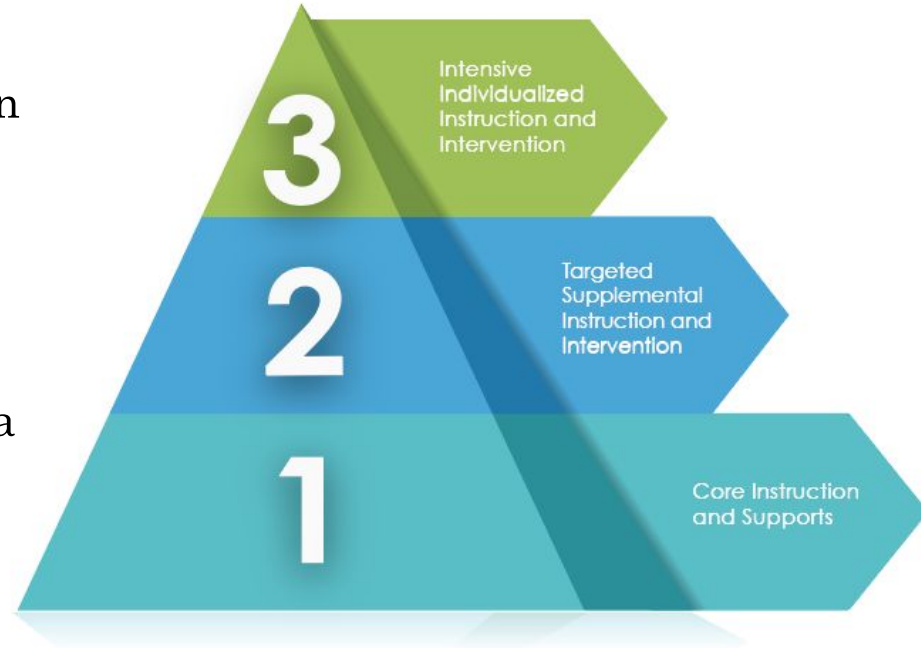 n
3
Intensive
Individualized
Instruction and
Intervention
2
Targeted
Supplemental
Instruction and
Intervention
a
1
Core Instruction
and Supports